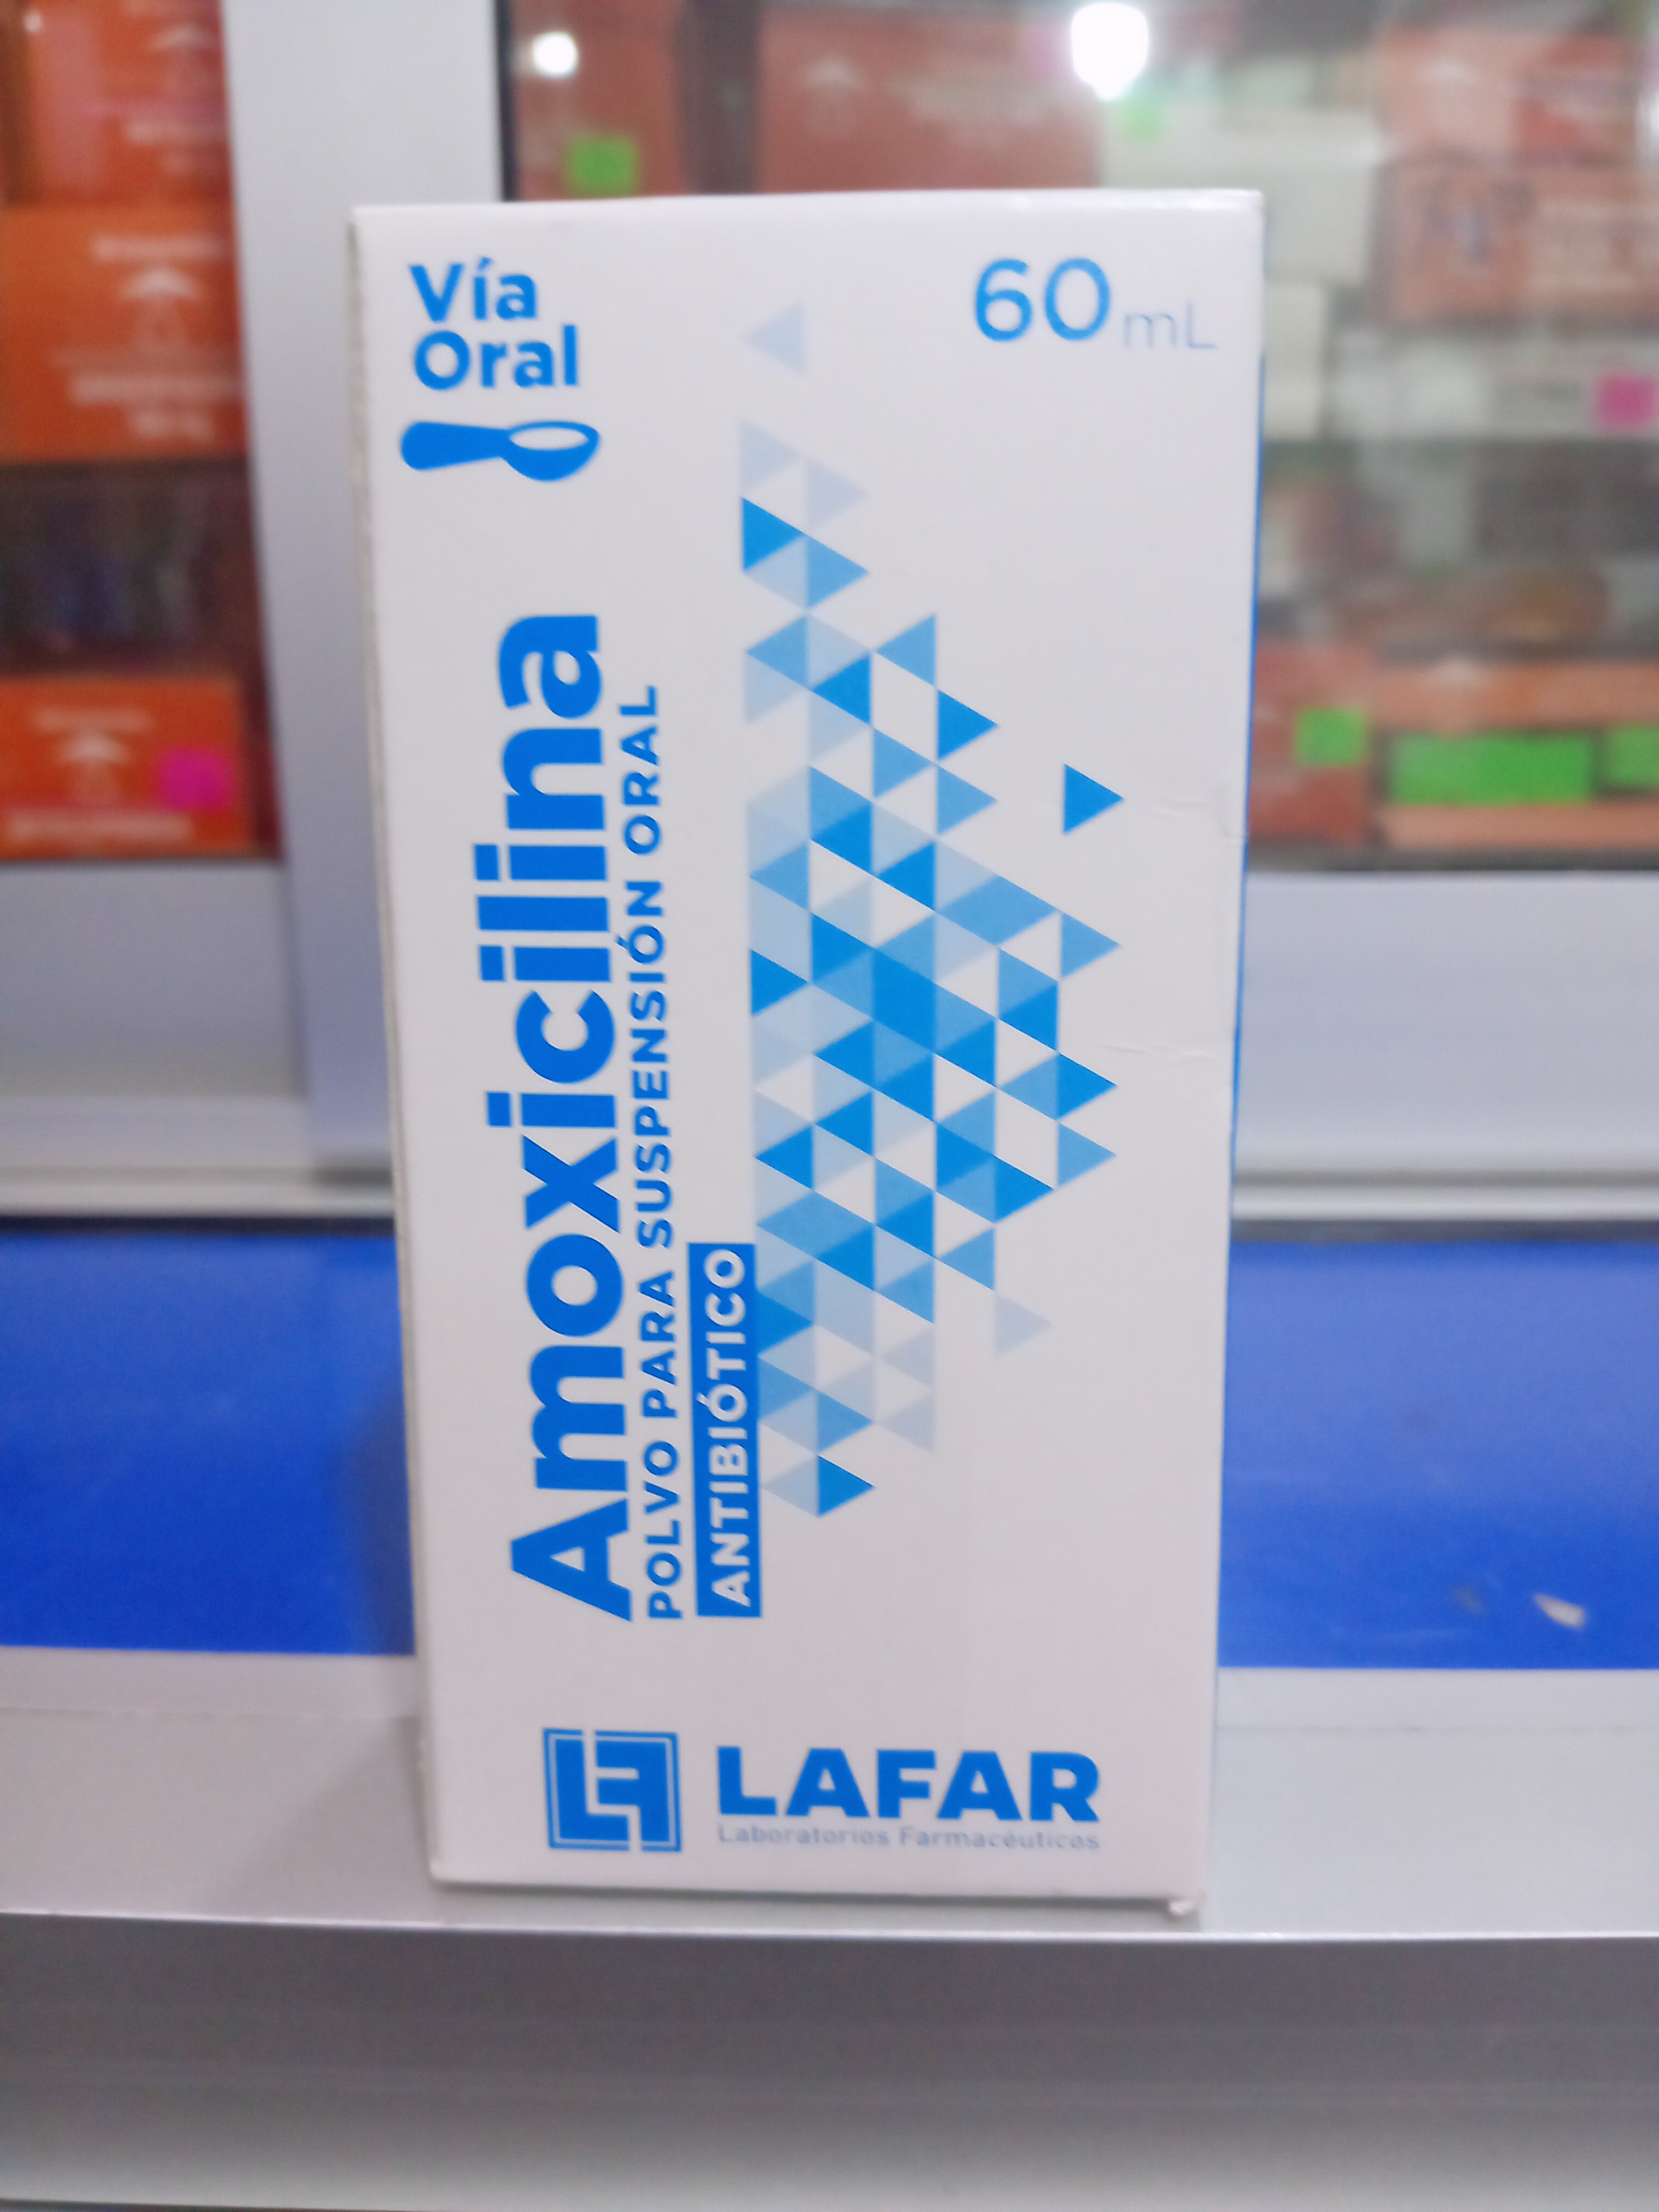 Vía
Oral
60 mL
Amoxicilina
POLVO PARA SUSPENSIÓN ORAL
ANTIBIÓTICO
LAFAR
Laboratorios Farmacéuticos